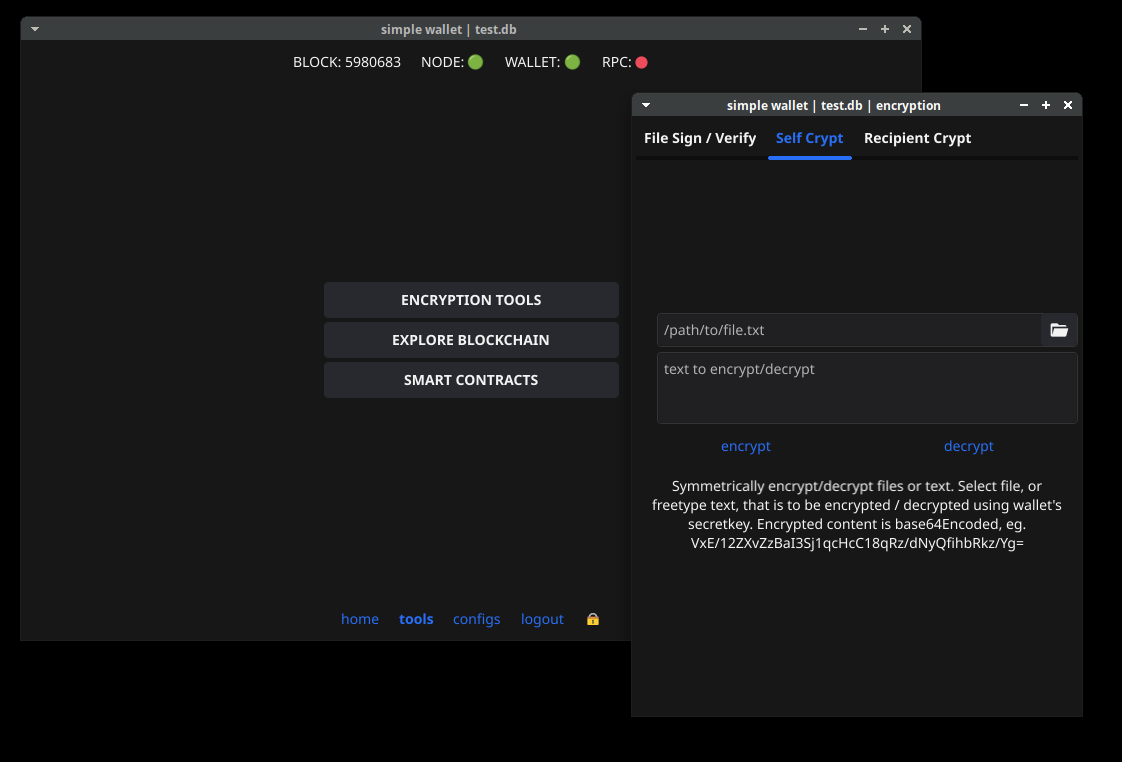 simple wallet | test.db
BLOCK: 5980683 NODE: WALLET: RPC:
ENCRYPTION TOOLS
EXPLORE BLOCKCHAIN
SMART CONTRACTS
home tools configs logout
simple wallet | test.db | encryption
File Sign / Verify Self Crypt Recipient Crypt
/path/to/file.txt
text to encrypt/decrypt
encrypt decrypt
Symmetrically encrypt/decrypt files or text. Select file, or
freetype text, that is to be encrypted / decrypted using wallet's
secretkey. Encrypted content is base64Encoded, eg.
VxE/12ZXvZzBaI3Sj1qcHcC18qRz/dNyQfihbRkz/Yg=